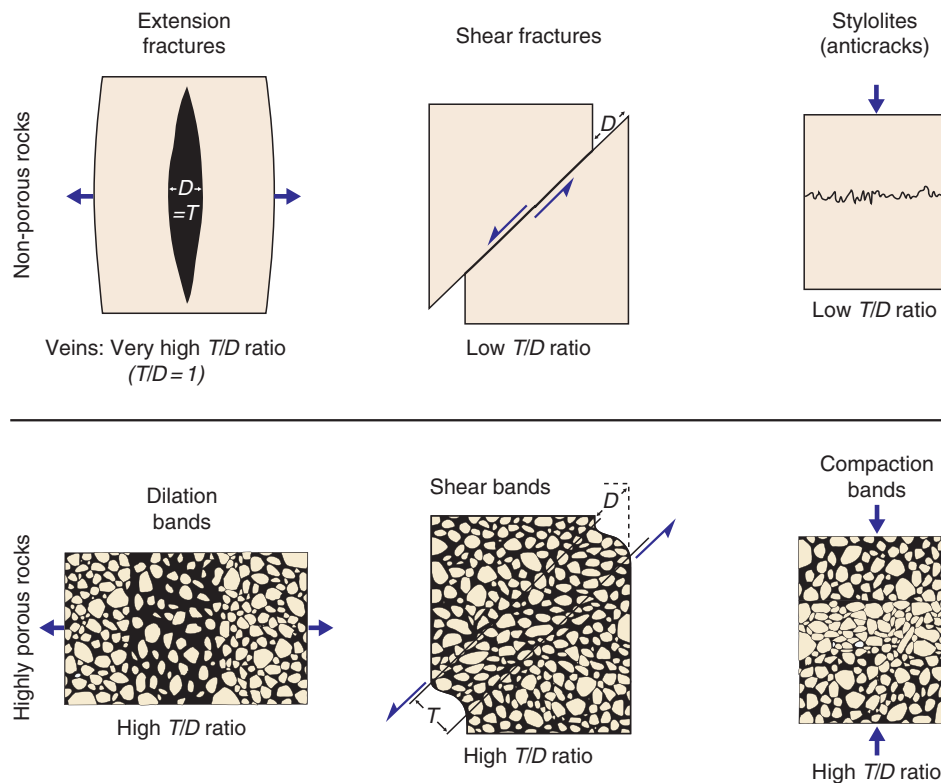 Extension
fractures
Shear fractures
Stylolites
(anticracks)
Non-porous rocks
D
=T
D
Veins: Very high T/D ratio
(T/D = 1)
Low T/D ratio
Low T/D ratio
Dilation
bands
Shear bands
Compaction
bands
Highly porous rocks
D
T
High T/D ratio
High T/D ratio
High T/D ratio